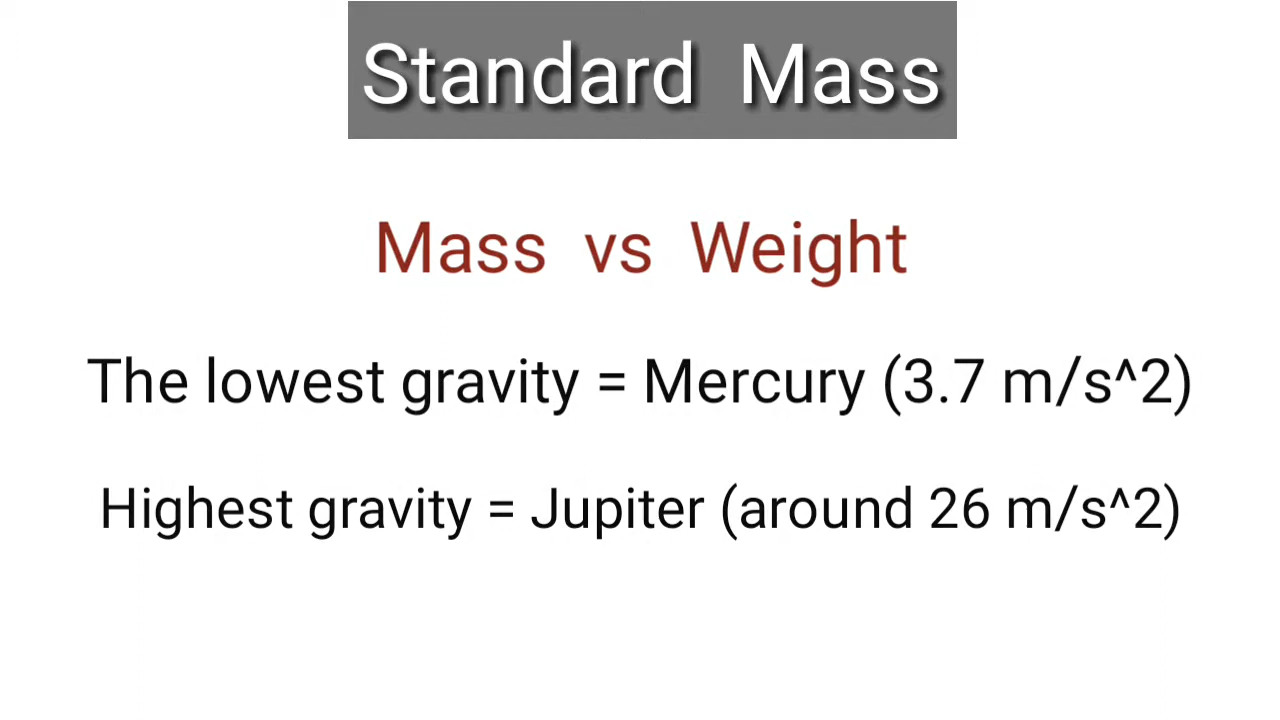 Standard Mass
Mass vs Weight
The lowest gravity = Mercury (3.7 m/s^2)
Highest gravity = Jupiter (around 26 m/s^2)